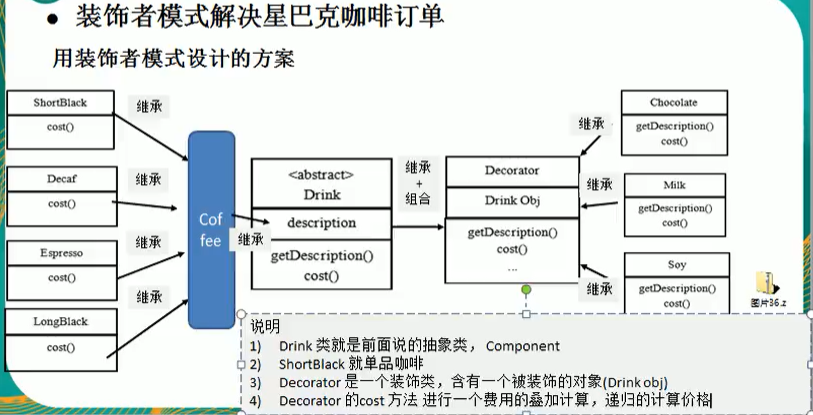 ● 装饰者模式解决星巴克咖啡订单
用装饰者模式设计的方案
ShortBlack
cost()
继承
Decaf
cost()
继承
Espresso
cost()
继承
LongBlack
cost()
继承
Cof
fee
继承
<abstract>
Drink
description
getDescription()
cost()
继承
+
组合
Decorator
Drink Obj
getDescription()
cost()
...
继承
Chocolate
getDescription()
cost()
继承
Milk
getDescription()
cost()
继承
Soy
getDescription()
cost()
图片36.z
说明
1) Drink 类就是前面说的抽象类， Component
2) ShortBlack 就单品咖啡
3) Decorator 是一个装饰类，含有一个被装饰的对象(Drink obj)
4) Decorator 的cost 方法 进行一个费用的叠加计算，递归的计算价格